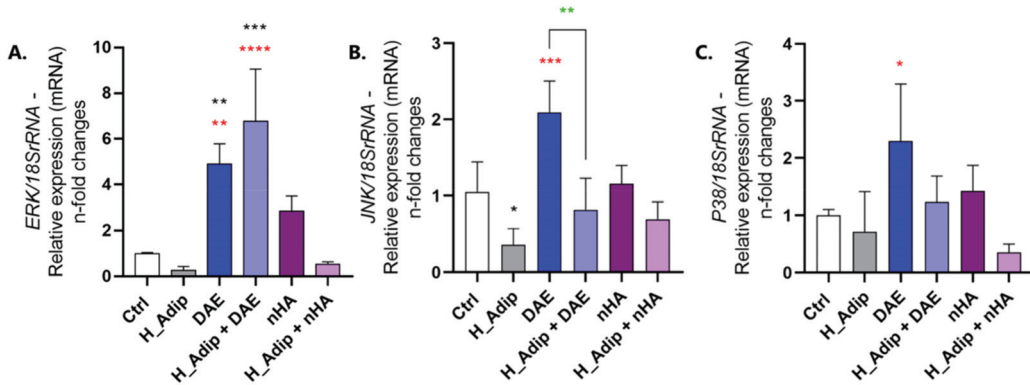 A.
ERK/18SrRNA -
Relative expression (mRNA)
n-fold changes
10
8
6
4
2
0
**
**
***
****
Ctrl
H_Adip
DAE
H_Adip + DAE
nHA
H_Adip + nHA
B.
JNK/18SrRNA -
Relative expression (mRNA)
n-fold changes
3
2
1
0
*
***
**
Ctrl
H_Adip
DAE
H_Adip + DAE
nHA
H_Adip + nHA
C.
P38/18SrRNA -
Relative expression (mRNA)
n-fold changes
4
3
2
1
0
*
Ctrl
H_Adip
DAE
H_Adip + DAE
nHA
H_Adip + nHA